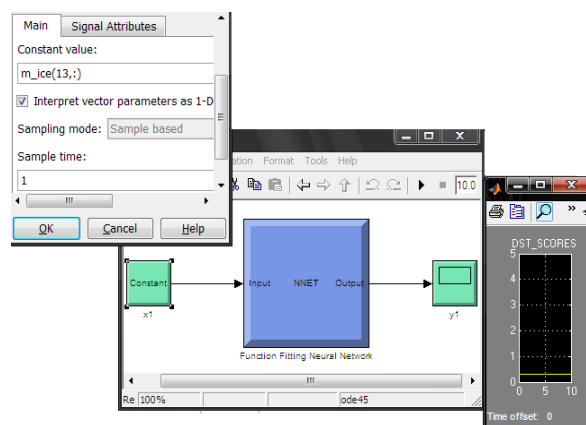 Main Signal Attributes
Constant value:
m_ice(13,:)
Interpret vector parameters as 1-D
Sampling mode: Sample based
Sample time:
1
OK Cancel Help
Format Tools Help
10.0
Constant
x1
Input NNET Output
y1
Function Fitting Neural Network
Re 100% ode45
»
DST_SCORES
5
4
3
2
1
0
0 5 10
Time offset: 0